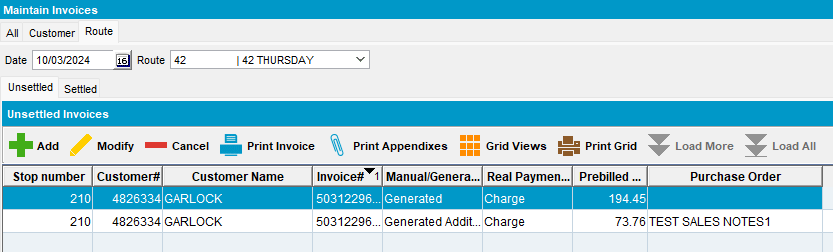 Maintain Invoices
All Customer Route
Date 10/03/2024 16 Route 42 | 42 THURSDAY
Unsettled Settled
Unsettled Invoices
Add Modify Cancel Print Invoice Print Appendixes Grid Views Print Grid Load More Load All
Stop number Customer# Customer Name Invoice# 1 Manual/Genera... Real Paymen... Prebilled ... Purchase Order
210 4826334 GARLOCK 50312296... Generated Charge 194.45
210 4826334 GARLOCK 50312296... Generated Addit... Charge 73.76 TEST SALES NOTES1